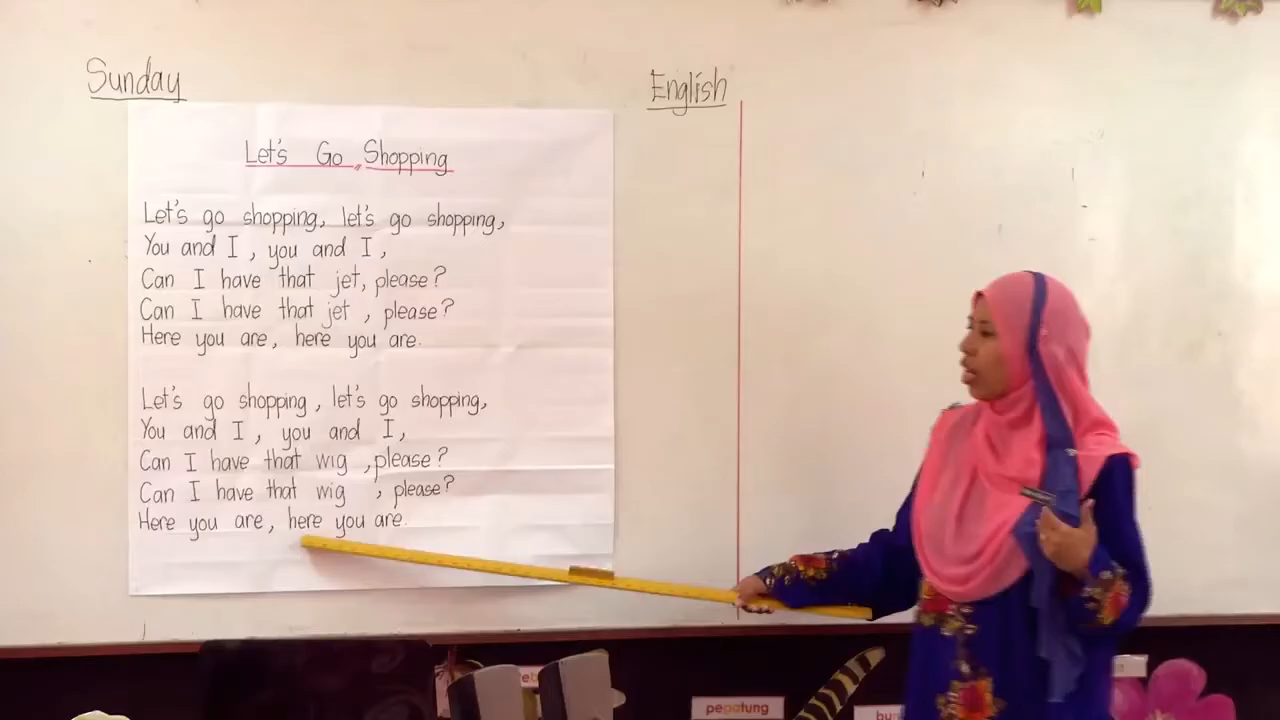 Sunday
English
Let's Go Shopping
Let's go shopping, let's go shopping,
You and I, you and I,
Can I have that jet, please?
Can I have that jet, please?
Here you are, here you are.
Let's go shopping, let's go shopping,
You and I, you and I,
Can I have that wig, please?
Can I have that wig, please?
Here you are, here you are.
pepatung